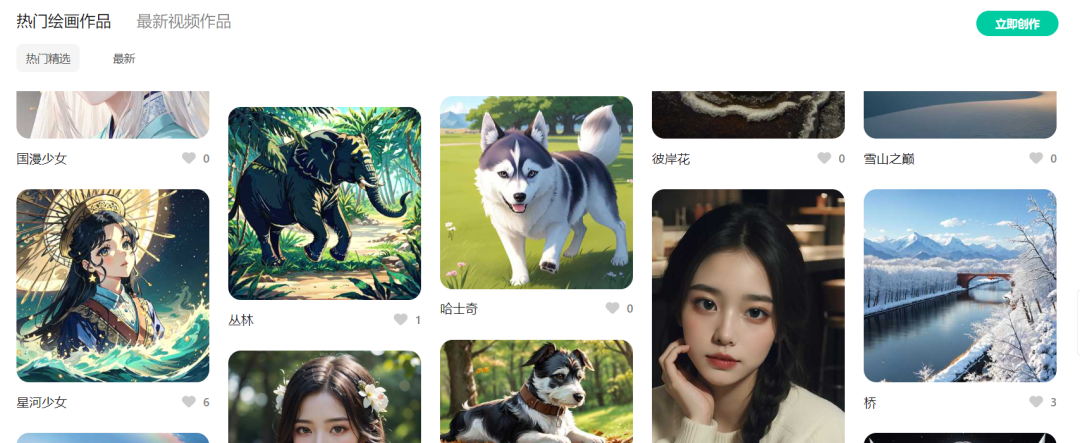 热门绘画作品 最新视频作品 立即创作
热门精选 最新
国漫少女 0
彼岸花 0
雪山之巅 0
哈士奇 0
丛林 1
星河少女 6
桥 3